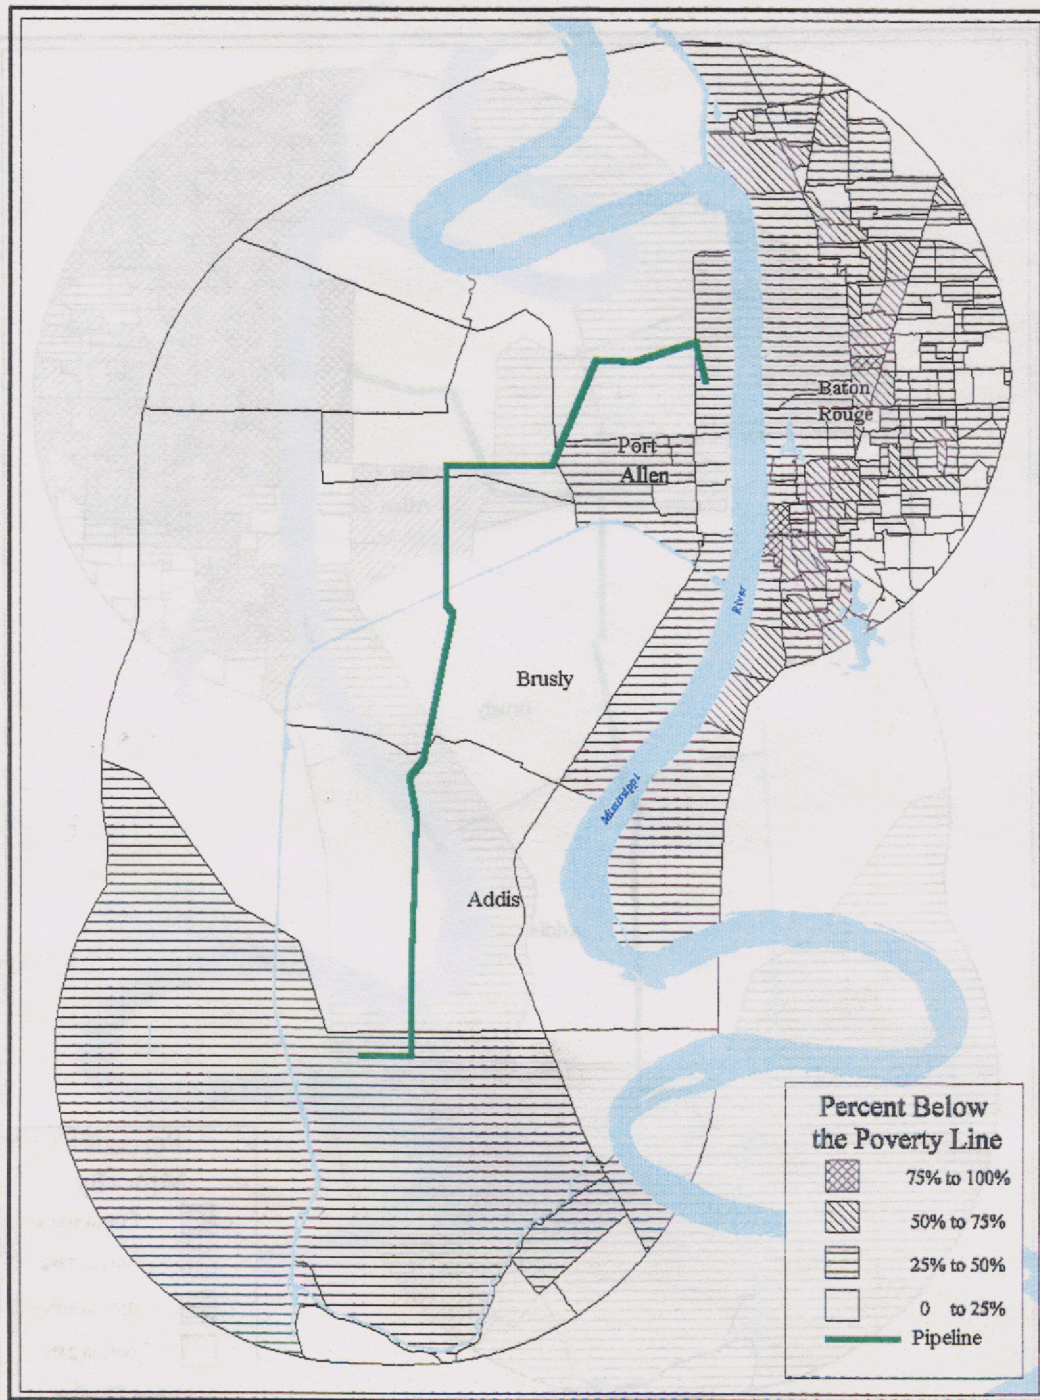 Baton
Rouge
Port
Allen
River
Brusly
Mississippi
Addis
Percent Below
the Poverty Line
75% to 100%
50% to 75%
25% to 50%
0 to 25%
Pipeline